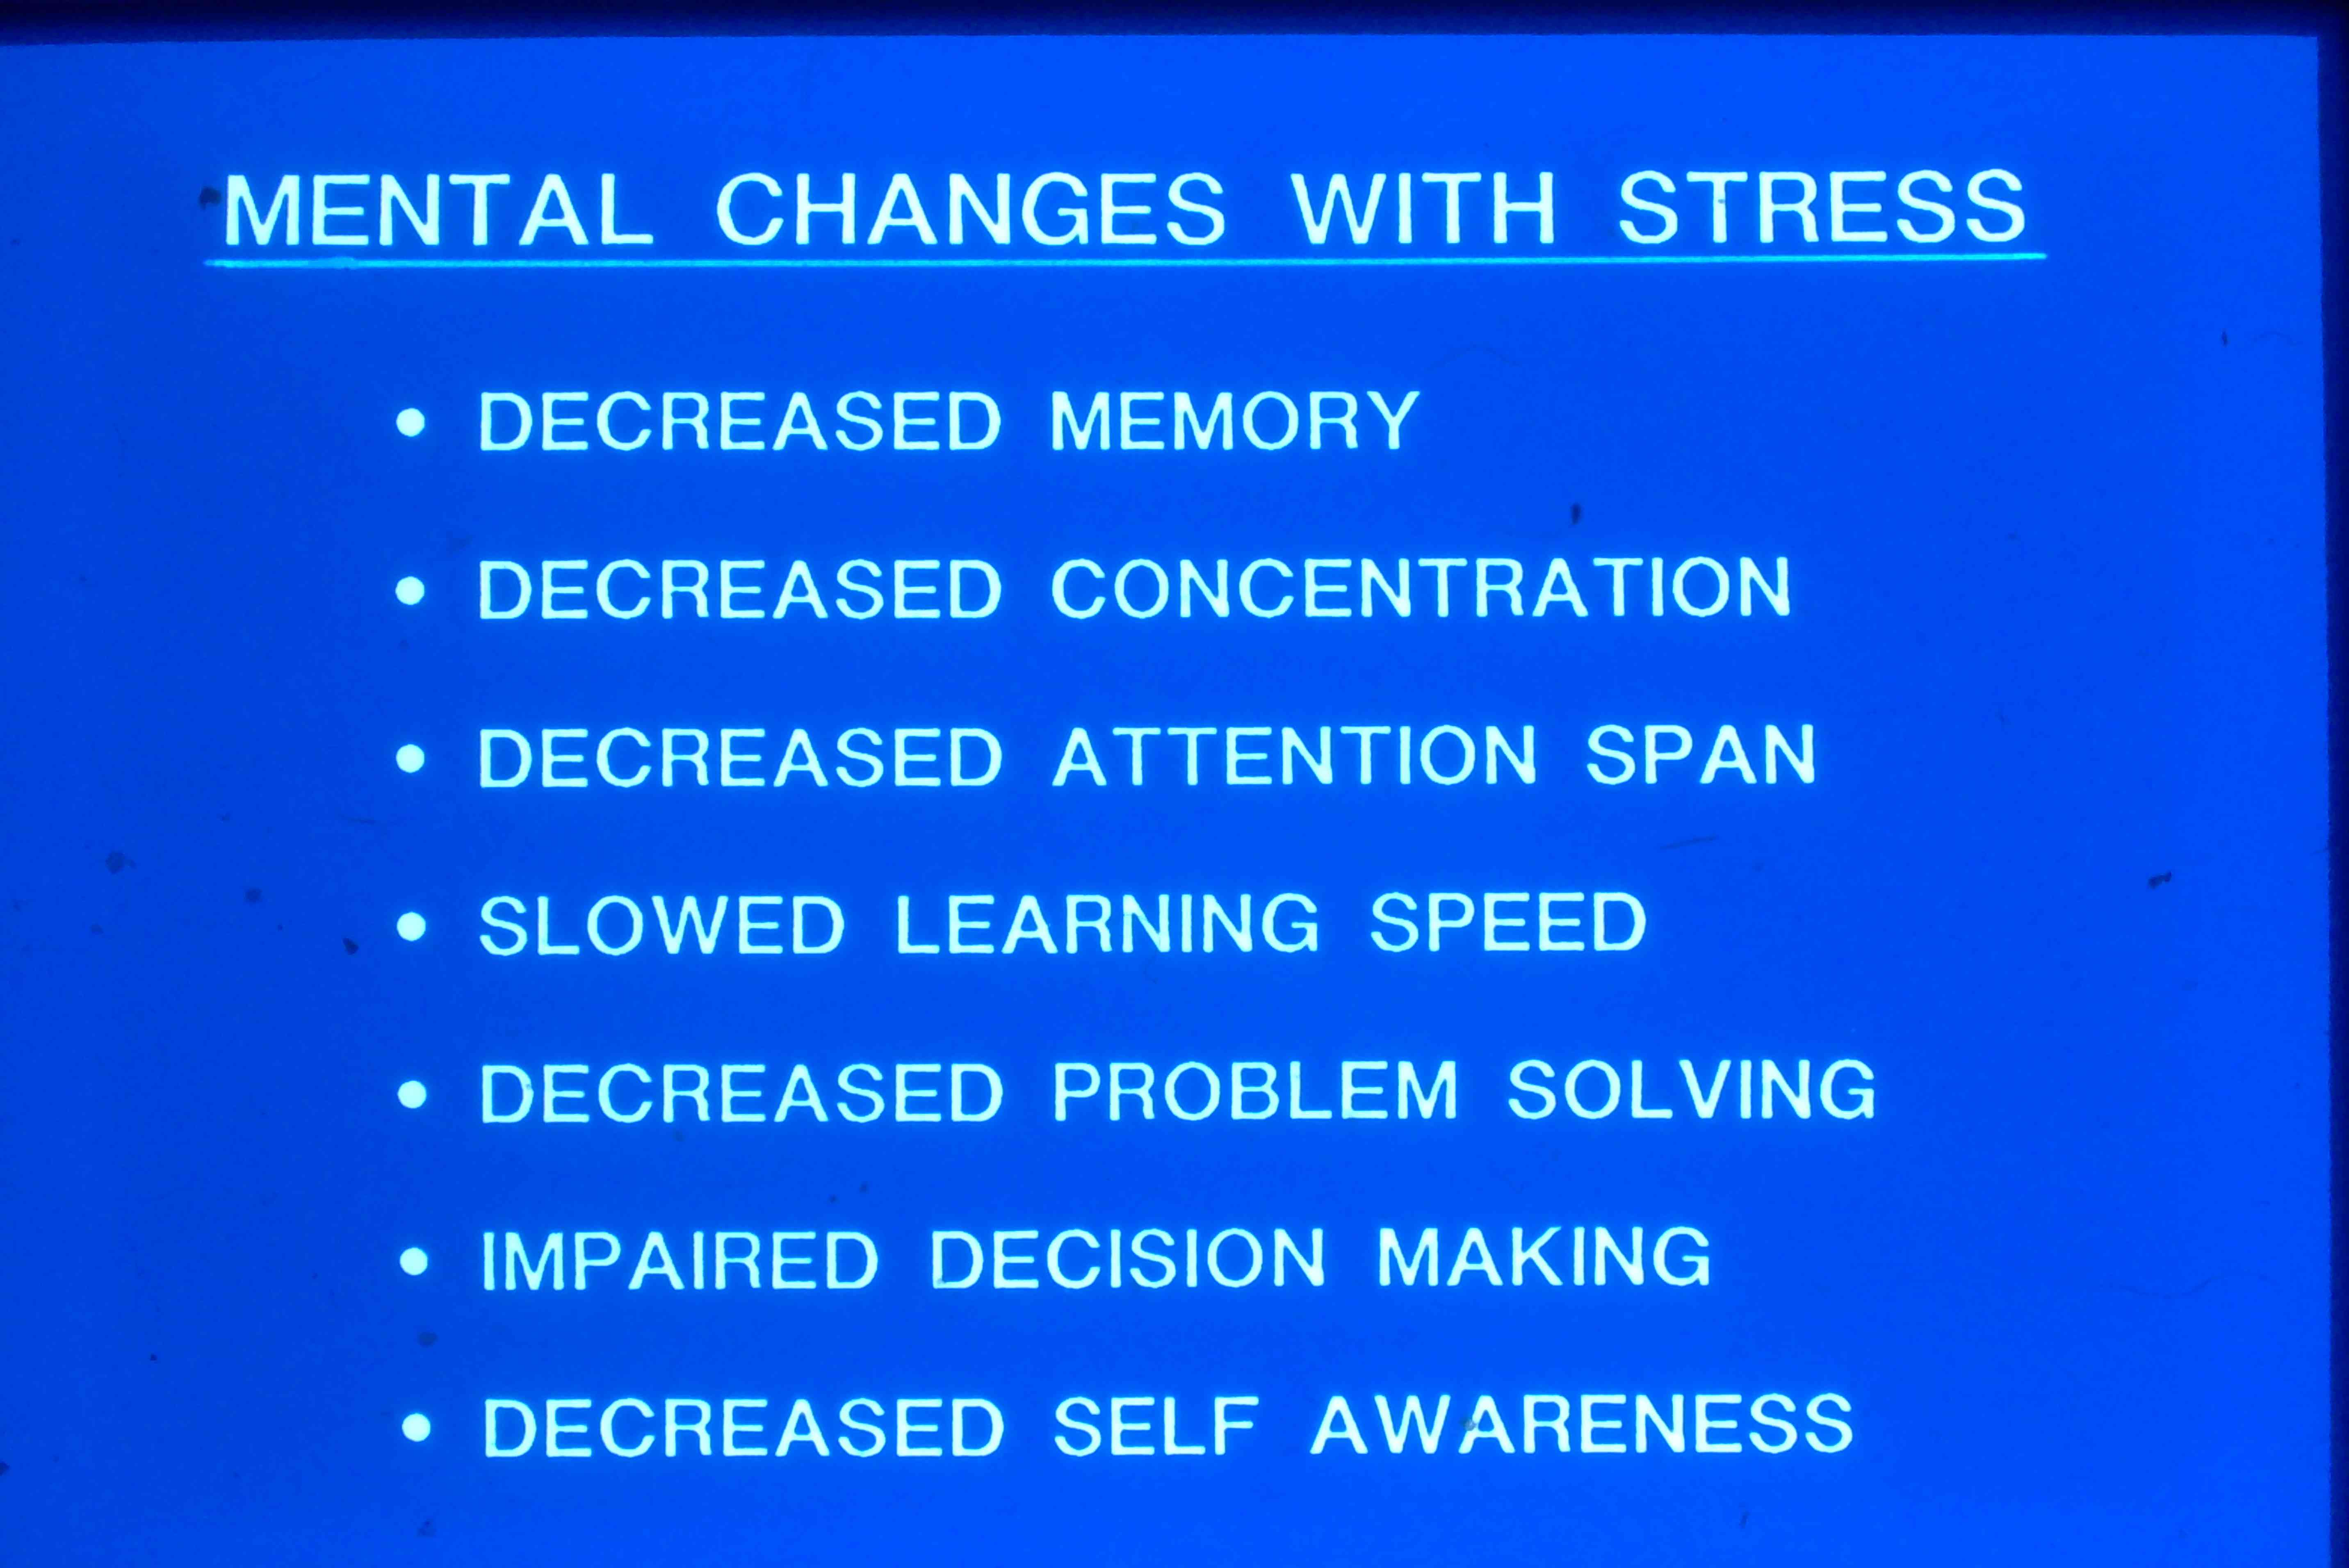 MENTAL CHANGES WITH STRESS
• DECREASED MEMORY
• DECREASED CONCENTRATION
• DECREASED ATTENTION SPAN
• SLOWED LEARNING SPEED
• DECREASED PROBLEM SOLVING
• IMPAIRED DECISION MAKING
• DECREASED SELF AWARENESS